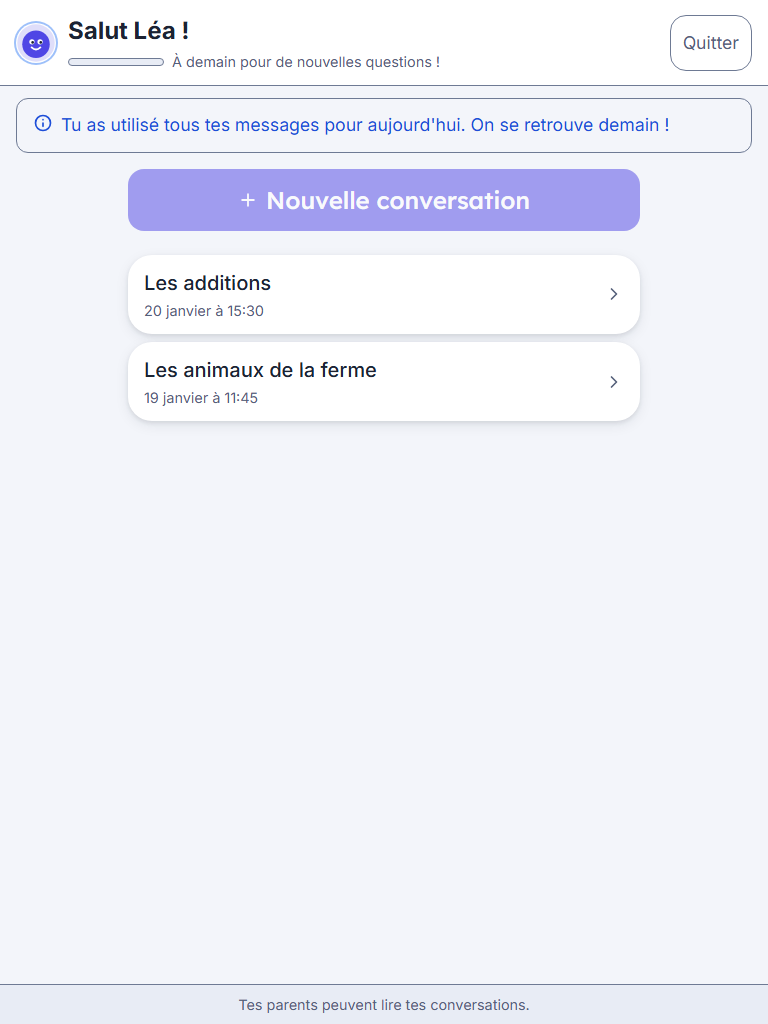 Salut Léa !
À demain pour de nouvelles questions !
Quitter
Tu as utilisé tous tes messages pour aujourd'hui. On se retrouve demain !
+ Nouvelle conversation
Les additions
20 janvier à 15:30
Les animaux de la ferme
19 janvier à 11:45
Tes parents peuvent lire tes conversations.